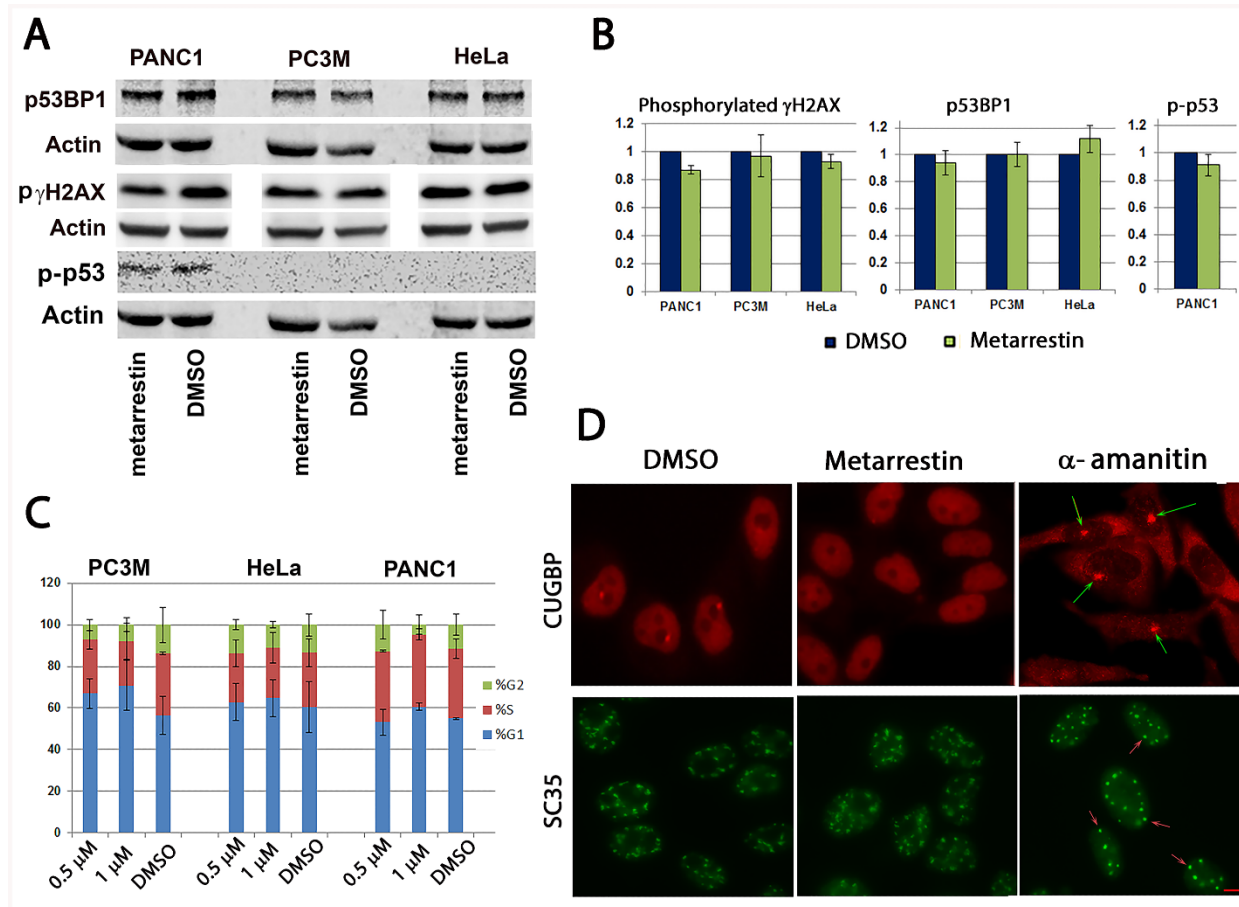 A
PANC1 PC3M HeLa
p53BP1
Actin
pγH2AX
Actin
p-p53
Actin
metarrestin DMSO metarrestin DMSO metarrestin DMSO
B
Phosphorylated γH2AX
1.2
1
0.8
0.6
0.4
0.2
0
PANC1 PC3M HeLa
p53BP1
1.2
1
0.8
0.6
0.4
0.2
0
PANC1 PC3M HeLa
p-p53
1.2
1
0.8
0.6
0.4
0.2
0
PANC1
DMSO Metarrestin
C
PC3M HeLa PANC1
120
100
80
60
40
20
0
%G2
%S
%G1
0.5 μM 1 μM DMSO 0.5 μM 1 μM DMSO 0.5 μM 1 μM DMSO
D
DMSO Metarrestin α- amanitin
CUGBP
SC35